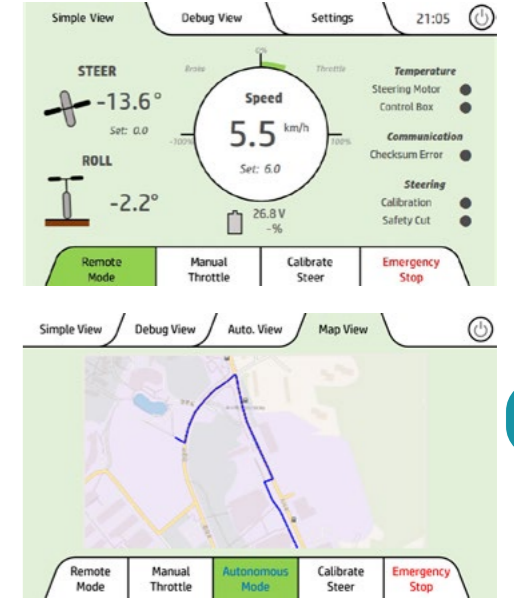 Simple View Debug View Settings 21:05
STEER
-13.6°
Set: 0.0
ROLL
-2.2°
Brake 0% Throttle
-100% 100%
Speed
5.5 km/h
Set: 6.0
26.8 V
-%
Temperature
Steering Motor
Control Box
Communication
Checksum Error
Steering
Calibration
Safety Cut
Remote
Mode
Manual
Throttle
Calibrate
Steer
Emergency
Stop
Simple View Debug View Auto. View Map View
Remote
Mode
Manual
Throttle
Autonomous
Mode
Calibrate
Steer
Emergency
Stop